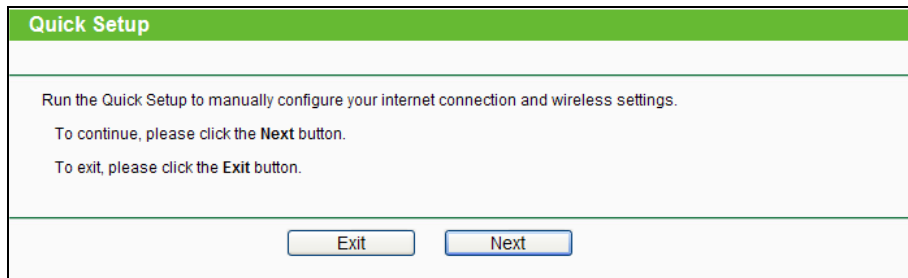 Quick Setup
Run the Quick Setup to manually configure your internet connection and wireless settings.
To continue, please click the Next button.
To exit, please click the Exit button.
Exit Next